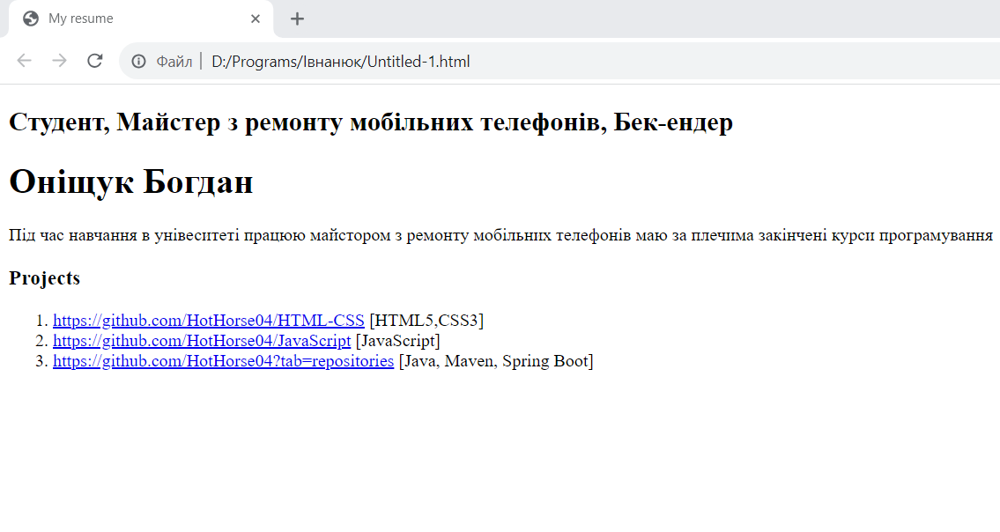 My resume
Файл | D:/Programs/Івнанюк/Untitled-1.html
Студент, Майстер з ремонту мобільних телефонів, Бек-ендер
Оніщук Богдан
Під час навчання в унівеситеті працюю майстором з ремонту мобільних телефонів маю за плечима закінчені курси програмування
Projects
1. https://github.com/HotHorse04/HTML-CSS [HTML5,CSS3]
2. https://github.com/HotHorse04/JavaScript [JavaScript]
3. https://github.com/HotHorse04?tab=repositories [Java, Maven, Spring Boot]